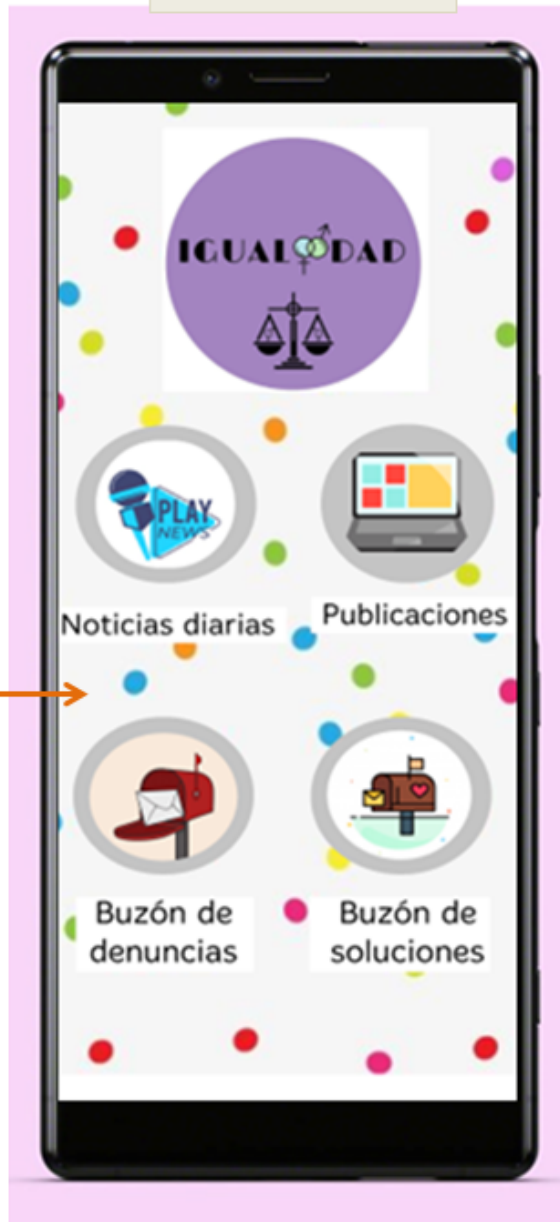 IGUALDAD
PLAY
NEWS
Noticias diarias
Publicaciones
Buzón de
denuncias
Buzón de
soluciones